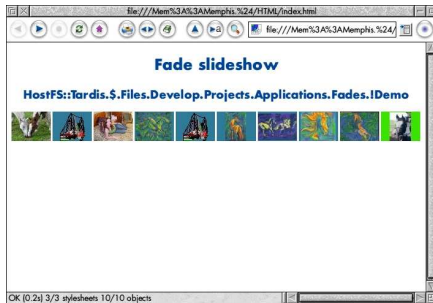 file:///Mem%3A%3AMemphis.%24/HTML/index.html
file:///Mem%3A%3AMemphis.%24/
Fade slideshow
HostFS::Tardis.$.Files.Develop.Projects.Applications.Fades.!Demo
OK (0.2s) 3/3 stylesheets 10/10 objects